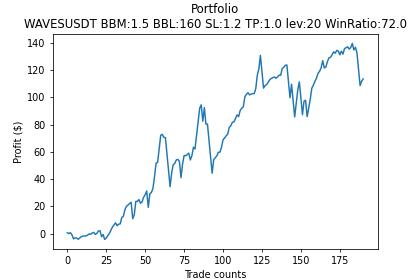 Portfolio
WAVESUSDT BBM:1.5 BBL:160 SL:1.2 TP:1.0 lev:20 WinRatio:72.0
140
120
100
80
60
40
20
0
Profit ($)
0 25 50 75 100 125 150 175
Trade counts